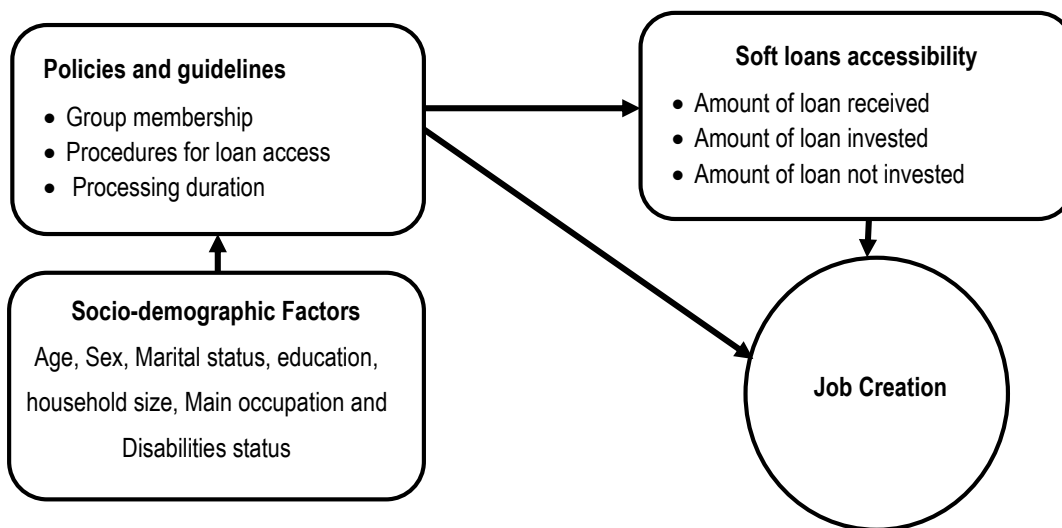 Policies and guidelines
• Group membership
• Procedures for loan access
• Processing duration
Soft loans accessibility
• Amount of loan received
• Amount of loan invested
• Amount of loan not invested
Socio-demographic Factors
Age, Sex, Marital status, education,
household size, Main occupation and
Disabilities status
Job Creation